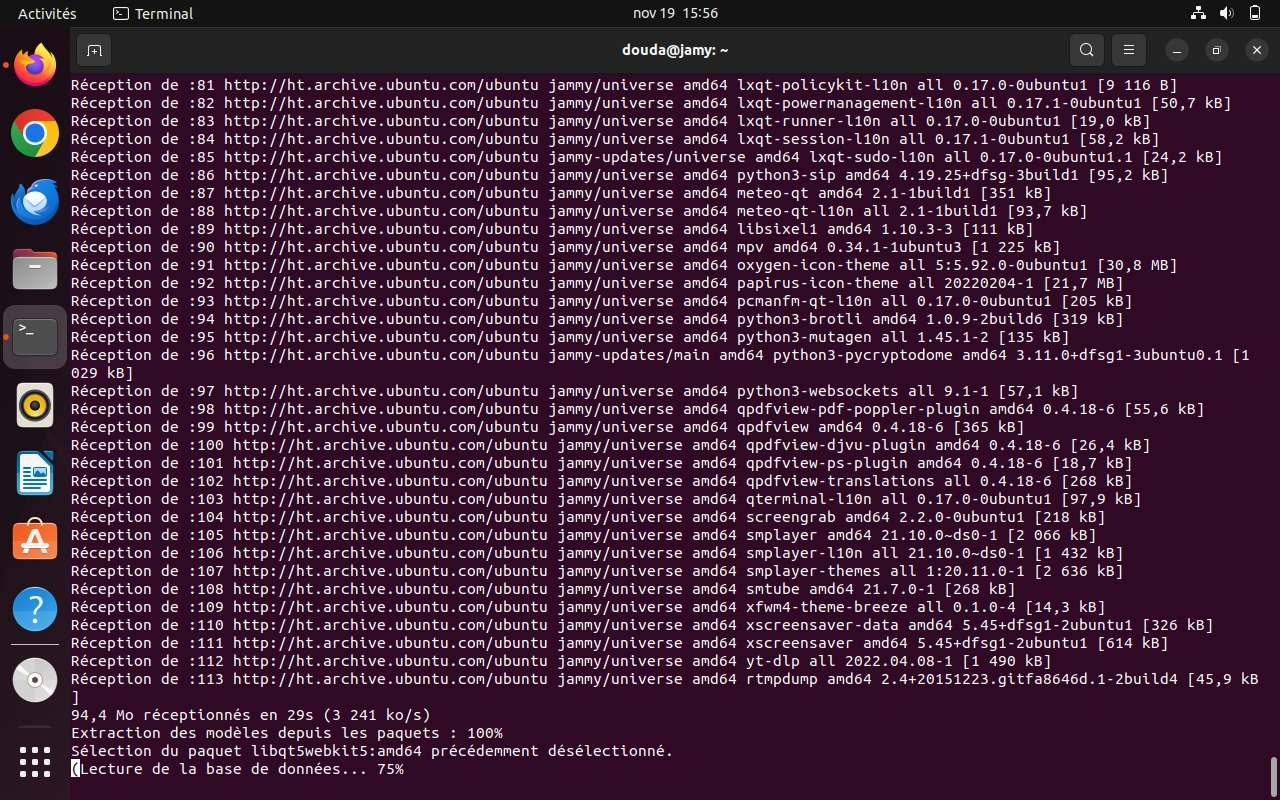 Activités
Terminal
nov 19 15:56
douda@jamy: ~
Réception de :81 http://ht.archive.ubuntu.com/ubuntu jammy/universe amd64 lxqt-policykit-l10n all 0.17.0-0ubuntu1 [9 116 B]
Réception de :82 http://ht.archive.ubuntu.com/ubuntu jammy/universe amd64 lxqt-powermanagement-l10n all 0.17.1-0ubuntu1 [50,7 kB]
Réception de :83 http://ht.archive.ubuntu.com/ubuntu jammy/universe amd64 lxqt-runner-l10n all 0.17.0-0ubuntu1 [19,0 kB]
Réception de :84 http://ht.archive.ubuntu.com/ubuntu jammy/universe amd64 lxqt-session-l10n all 0.17.1-0ubuntu1 [58,2 kB]
Réception de :85 http://ht.archive.ubuntu.com/ubuntu jammy-updates/universe amd64 lxqt-sudo-l10n all 0.17.0-0ubuntu1.1 [24,2 kB]
Réception de :86 http://ht.archive.ubuntu.com/ubuntu jammy/universe amd64 python3-sip amd64 4.19.25+dfsg-3build1 [95,2 kB]
Réception de :87 http://ht.archive.ubuntu.com/ubuntu jammy/universe amd64 meteo-qt amd64 2.1-1build1 [351 kB]
Réception de :88 http://ht.archive.ubuntu.com/ubuntu jammy/universe amd64 meteo-qt-l10n all 2.1-1build1 [93,7 kB]
Réception de :89 http://ht.archive.ubuntu.com/ubuntu jammy/universe amd64 libsixel1 amd64 1.10.3-3 [111 kB]
Réception de :90 http://ht.archive.ubuntu.com/ubuntu jammy/universe amd64 mpv amd64 0.34.1-1ubuntu3 [1 225 kB]
Réception de :91 http://ht.archive.ubuntu.com/ubuntu jammy/universe amd64 oxygen-icon-theme all 5:5.92.0-0ubuntu1 [30,8 MB]
Réception de :92 http://ht.archive.ubuntu.com/ubuntu jammy/universe amd64 papirus-icon-theme all 20220204-1 [21,7 MB]
Réception de :93 http://ht.archive.ubuntu.com/ubuntu jammy/universe amd64 pcmanfm-qt-l10n all 0.17.0-0ubuntu1 [205 kB]
Réception de :94 http://ht.archive.ubuntu.com/ubuntu jammy/universe amd64 python3-brotli amd64 1.0.9-2build6 [319 kB]
Réception de :95 http://ht.archive.ubuntu.com/ubuntu jammy/universe amd64 python3-mutagen all 1.45.1-2 [135 kB]
Réception de :96 http://ht.archive.ubuntu.com/ubuntu jammy-updates/main amd64 python3-pycryptodome amd64 3.11.0+dfsg1-3ubuntu0.1 [1
029 kB]
Réception de :97 http://ht.archive.ubuntu.com/ubuntu jammy/universe amd64 python3-websockets all 9.1-1 [57,1 kB]
Réception de :98 http://ht.archive.ubuntu.com/ubuntu jammy/universe amd64 qpdfview-pdf-poppler-plugin amd64 0.4.18-6 [55,6 kB]
Réception de :99 http://ht.archive.ubuntu.com/ubuntu jammy/universe amd64 qpdfview amd64 0.4.18-6 [365 kB]
Réception de :100 http://ht.archive.ubuntu.com/ubuntu jammy/universe amd64 qpdfview-djvu-plugin amd64 0.4.18-6 [26,4 kB]
Réception de :101 http://ht.archive.ubuntu.com/ubuntu jammy/universe amd64 qpdfview-ps-plugin amd64 0.4.18-6 [18,7 kB]
Réception de :102 http://ht.archive.ubuntu.com/ubuntu jammy/universe amd64 qpdfview-translations all 0.4.18-6 [268 kB]
Réception de :103 http://ht.archive.ubuntu.com/ubuntu jammy/universe amd64 qterminal-l10n all 0.17.0-0ubuntu1 [97,9 kB]
Réception de :104 http://ht.archive.ubuntu.com/ubuntu jammy/universe amd64 screengrab amd64 2.2.0-0ubuntu1 [218 kB]
Réception de :105 http://ht.archive.ubuntu.com/ubuntu jammy/universe amd64 smplayer amd64 21.10.0~ds0-1 [2 066 kB]
Réception de :106 http://ht.archive.ubuntu.com/ubuntu jammy/universe amd64 smplayer-l10n all 21.10.0~ds0-1 [1 432 kB]
Réception de :107 http://ht.archive.ubuntu.com/ubuntu jammy/universe amd64 smplayer-themes all 1:20.11.0-1 [2 636 kB]
Réception de :108 http://ht.archive.ubuntu.com/ubuntu jammy/universe amd64 smtube amd64 21.7.0-1 [268 kB]
Réception de :109 http://ht.archive.ubuntu.com/ubuntu jammy/universe amd64 xfwm4-theme-breeze all 0.1.0-4 [14,3 kB]
Réception de :110 http://ht.archive.ubuntu.com/ubuntu jammy/universe amd64 xscreensaver-data amd64 5.45+dfsg1-2ubuntu1 [326 kB]
Réception de :111 http://ht.archive.ubuntu.com/ubuntu jammy/universe amd64 xscreensaver amd64 5.45+dfsg1-2ubuntu1 [614 kB]
Réception de :112 http://ht.archive.ubuntu.com/ubuntu jammy/universe amd64 yt-dlp all 2022.04.08-1 [1 490 kB]
Réception de :113 http://ht.archive.ubuntu.com/ubuntu jammy/universe amd64 rtmpdump amd64 2.4+20151223.gitfa8646d.1-2build4 [45,9 kB
]
94,4 Mo réceptionnés en 29s (3 241 ko/s)
Extraction des modèles depuis les paquets : 100%
Sélection du paquet libqt5webkit5:amd64 précédemment désélectionné.
(Lecture de la base de données... 75%